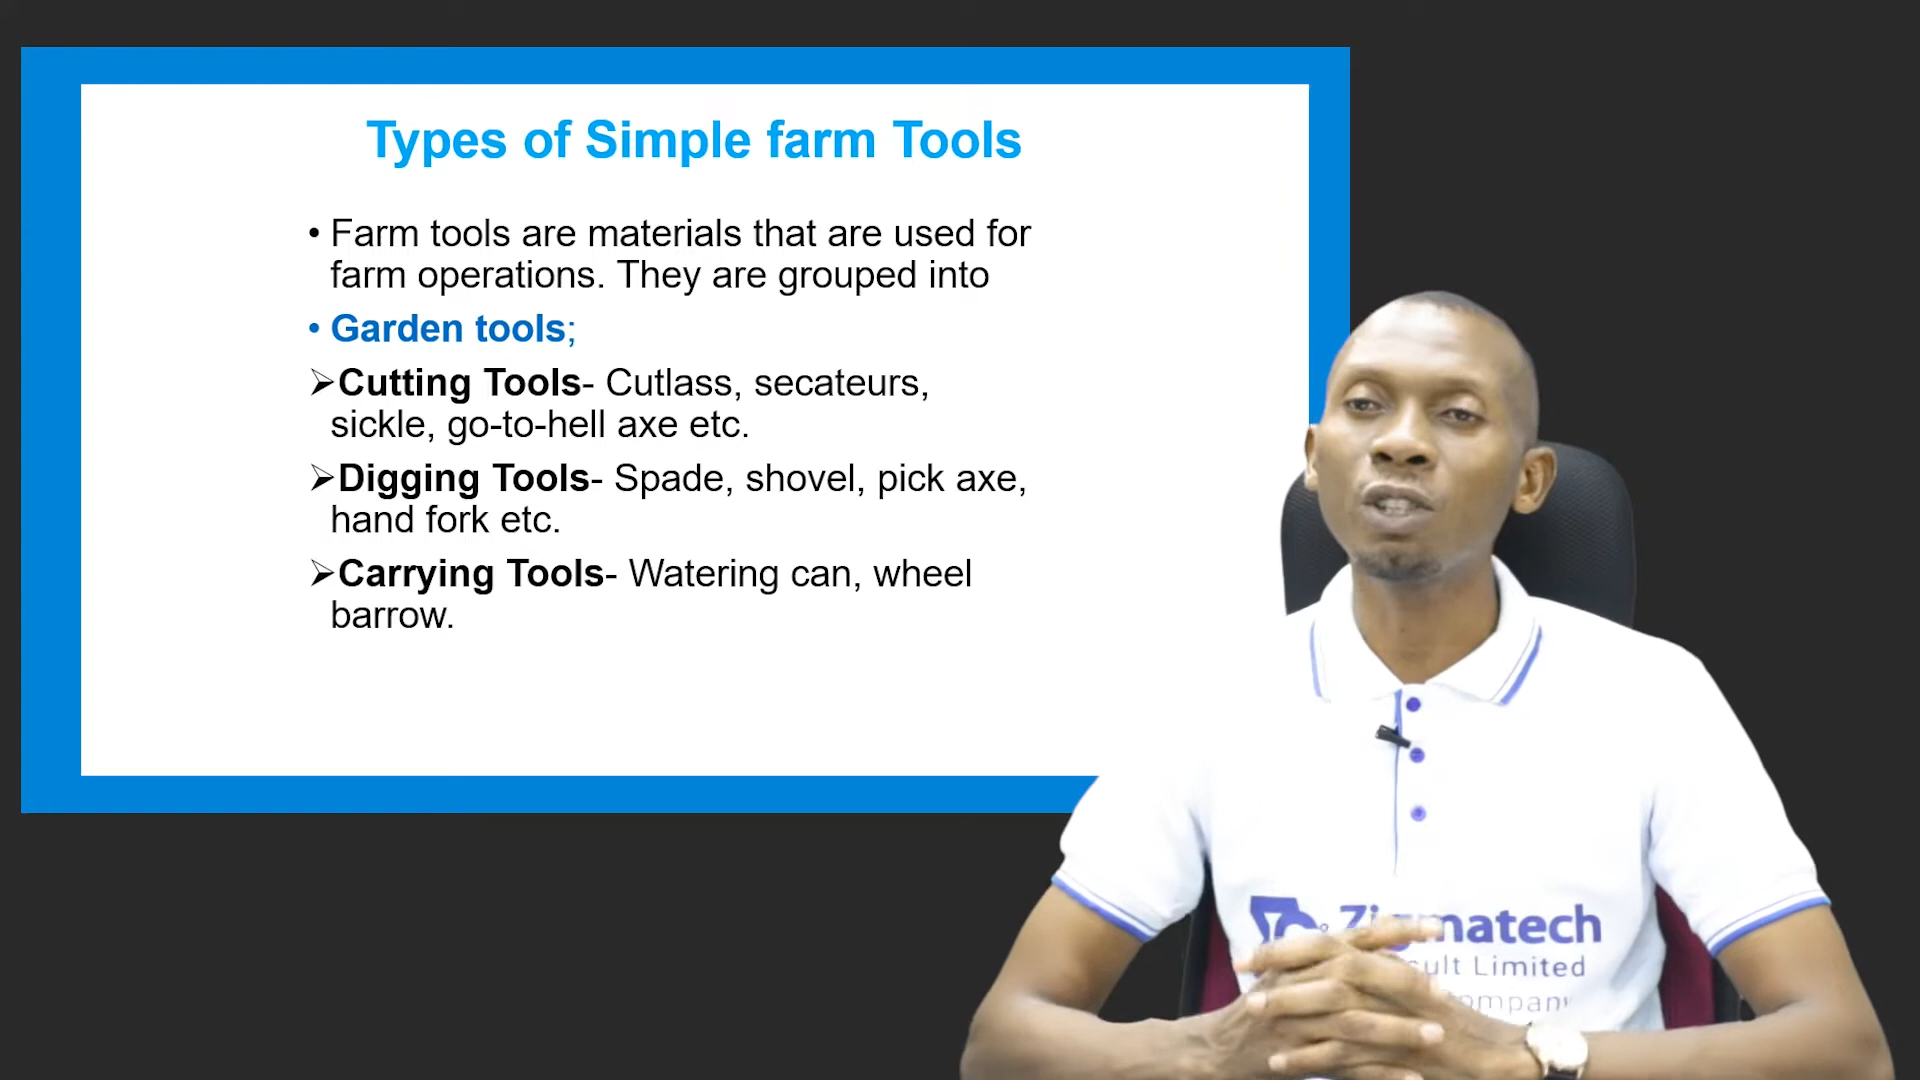 Types of Simple farm Tools
• Farm tools are materials that are used for
farm operations. They are grouped into
• Garden tools;
➢Cutting Tools- Cutlass, secateurs,
sickle, go-to-hell axe etc.
➢Digging Tools- Spade, shovel, pick axe,
hand fork etc.
➢Carrying Tools- Watering can, wheel
barrow.
Zigmatech
Limited